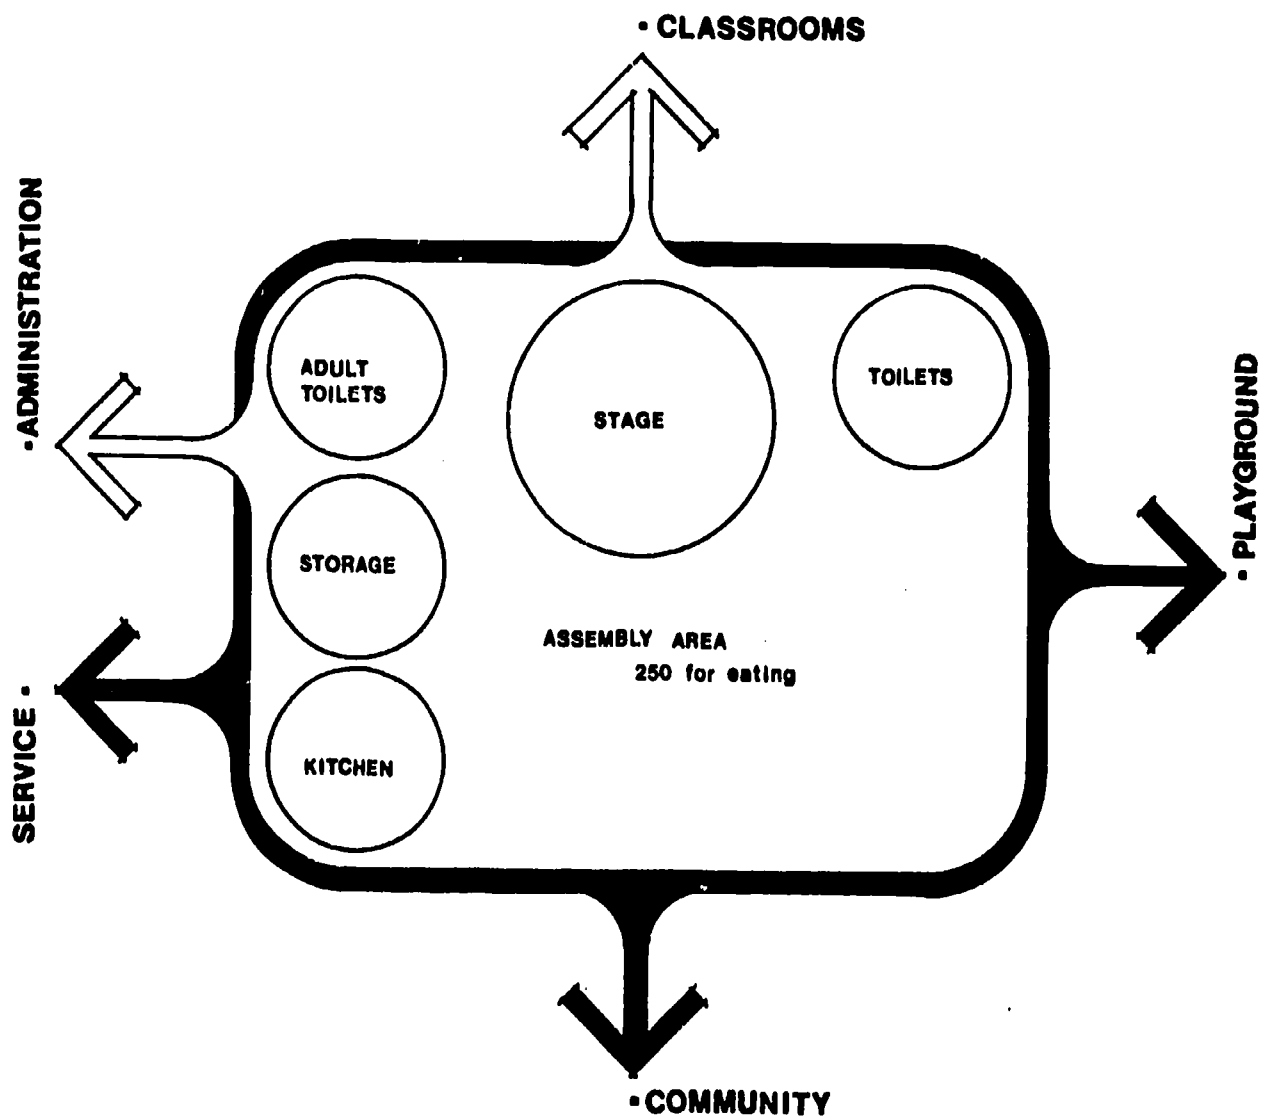 ▪ CLASSROOMS
▪ ADMINISTRATION
ADULT
TOILETS
STAGE
TOILETS
▪ PLAYGROUND
STORAGE
ASSEMBLY AREA
250 for eating
SERVICE ▪
KITCHEN
▪ COMMUNITY